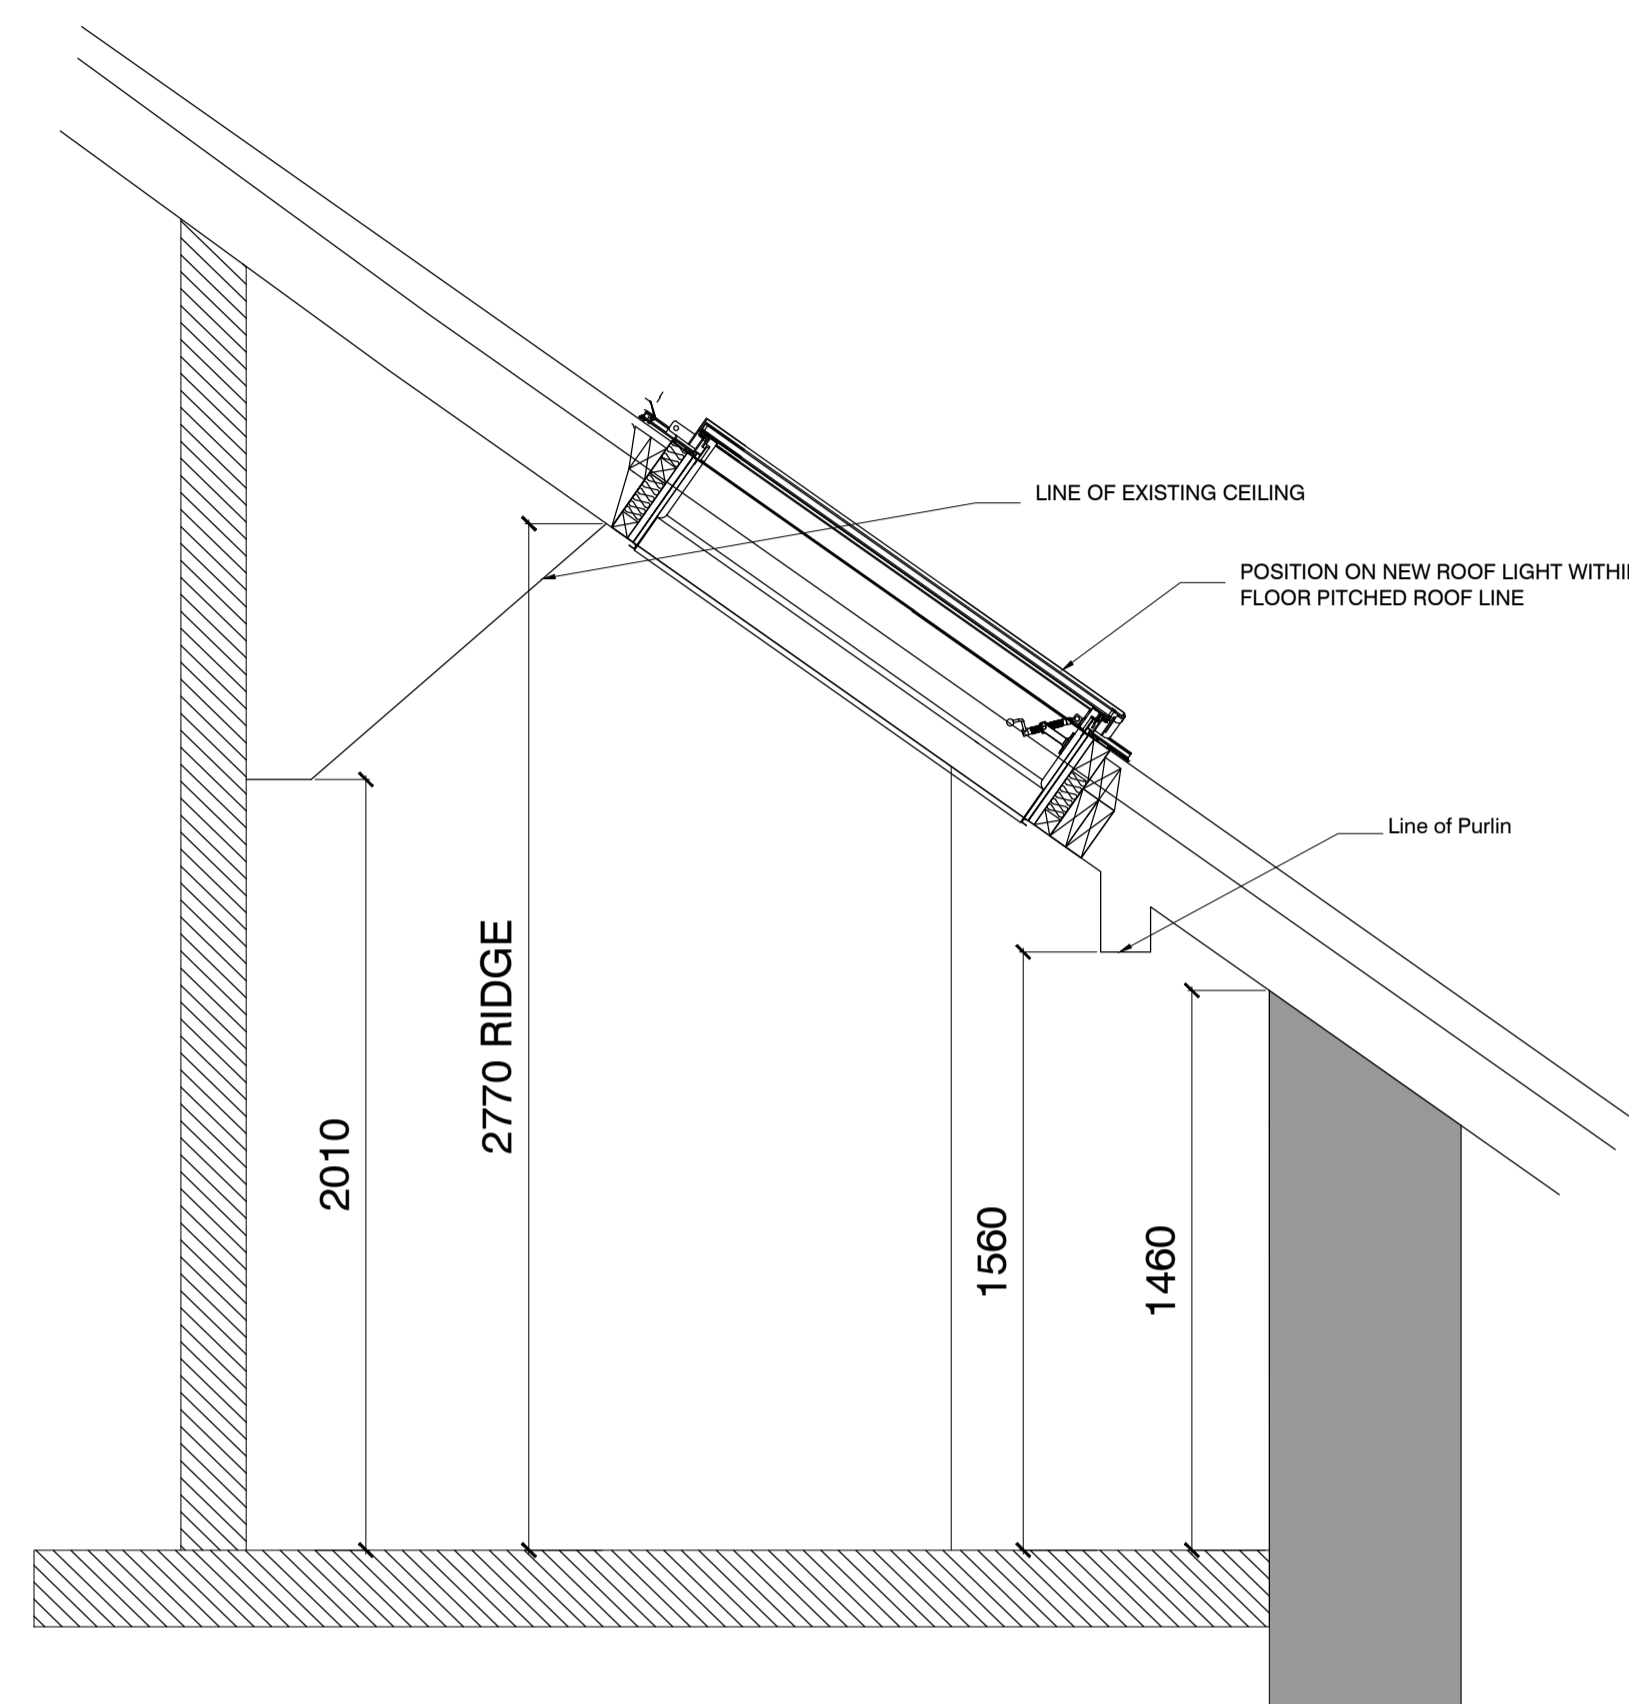 LINE OF EXISTING CEILING
POSITION ON NEW ROOF LIGHT
FLOOR PITCHED ROOF LINE
Line of Purlin
2770 RIDGE
2010
1560
1460